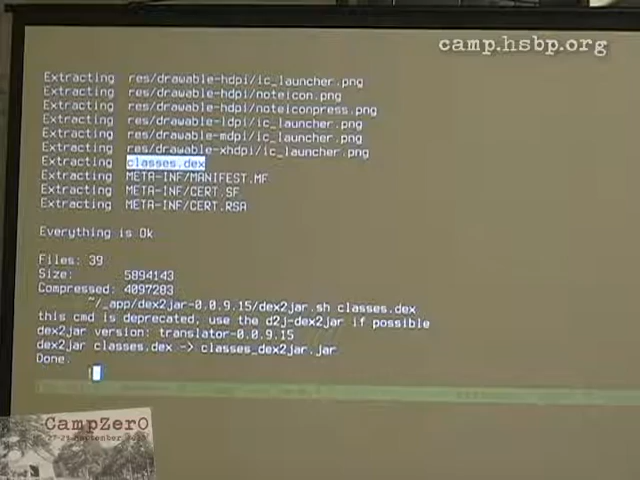 camp.hsbp.org
Extracting res/drawable-hdpi/ic_launcher.png
Extracting res/drawable-hdpi/noteicon.png
Extracting res/drawable-hdpi/noteiconpress.png
Extracting res/drawable-ldpi/ic_launcher.png
Extracting res/drawable-mdpi/ic_launcher.png
Extracting res/drawable-xhdpi/ic_launcher.png
Extracting classes.dex
Extracting META-INF/MANIFEST.MF
Extracting META-INF/CERT.SF
Extracting META-INF/CERT.RSA
Everything is Ok
Files: 39
Size: 5894143
Compressed: 4097283
~/_app/dex2jar-0.0.9.15/dex2jar.sh classes.dex
this cmd is deprecated, use the d2j-dex2jar if possible
dex2jar version: translator-0.0.9.15
dex2jar classes.dex -> classes_dex2jar.jar
Done.
CampZer0
September